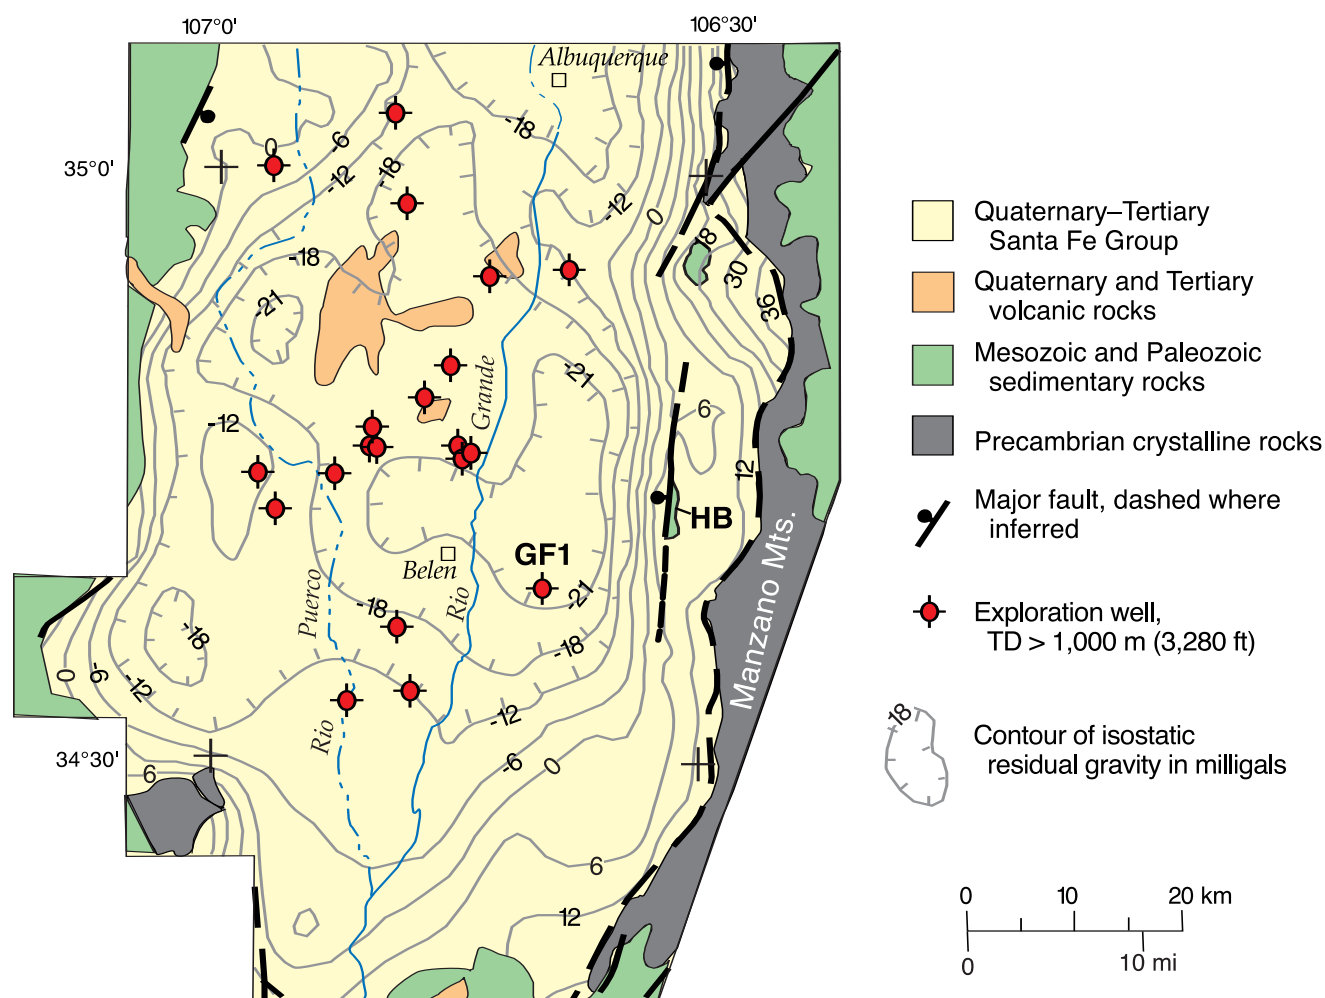 107°0'
106°30'
Albuquerque
-18
0
-6
-12
-18
35°0'
-12
0
18
-18
30
-21
36
Grande
-21
6
-12
12
HB
GF1
Belen
Puerco
-18
Rio
-21
-18
-18
Manzano Mts.
0
-6
-12
-12
Rio
-6
0
34°30'
6
6
12
Quaternary–Tertiary
Santa Fe Group
Quaternary and Tertiary
volcanic rocks
Mesozoic and Paleozoic
sedimentary rocks
Precambrian crystalline rocks
Major fault, dashed where
inferred
Exploration well,
TD > 1,000 m (3,280 ft)
-18
Contour of isostatic
residual gravity in milligals
0 10 20 km
0 10 mi